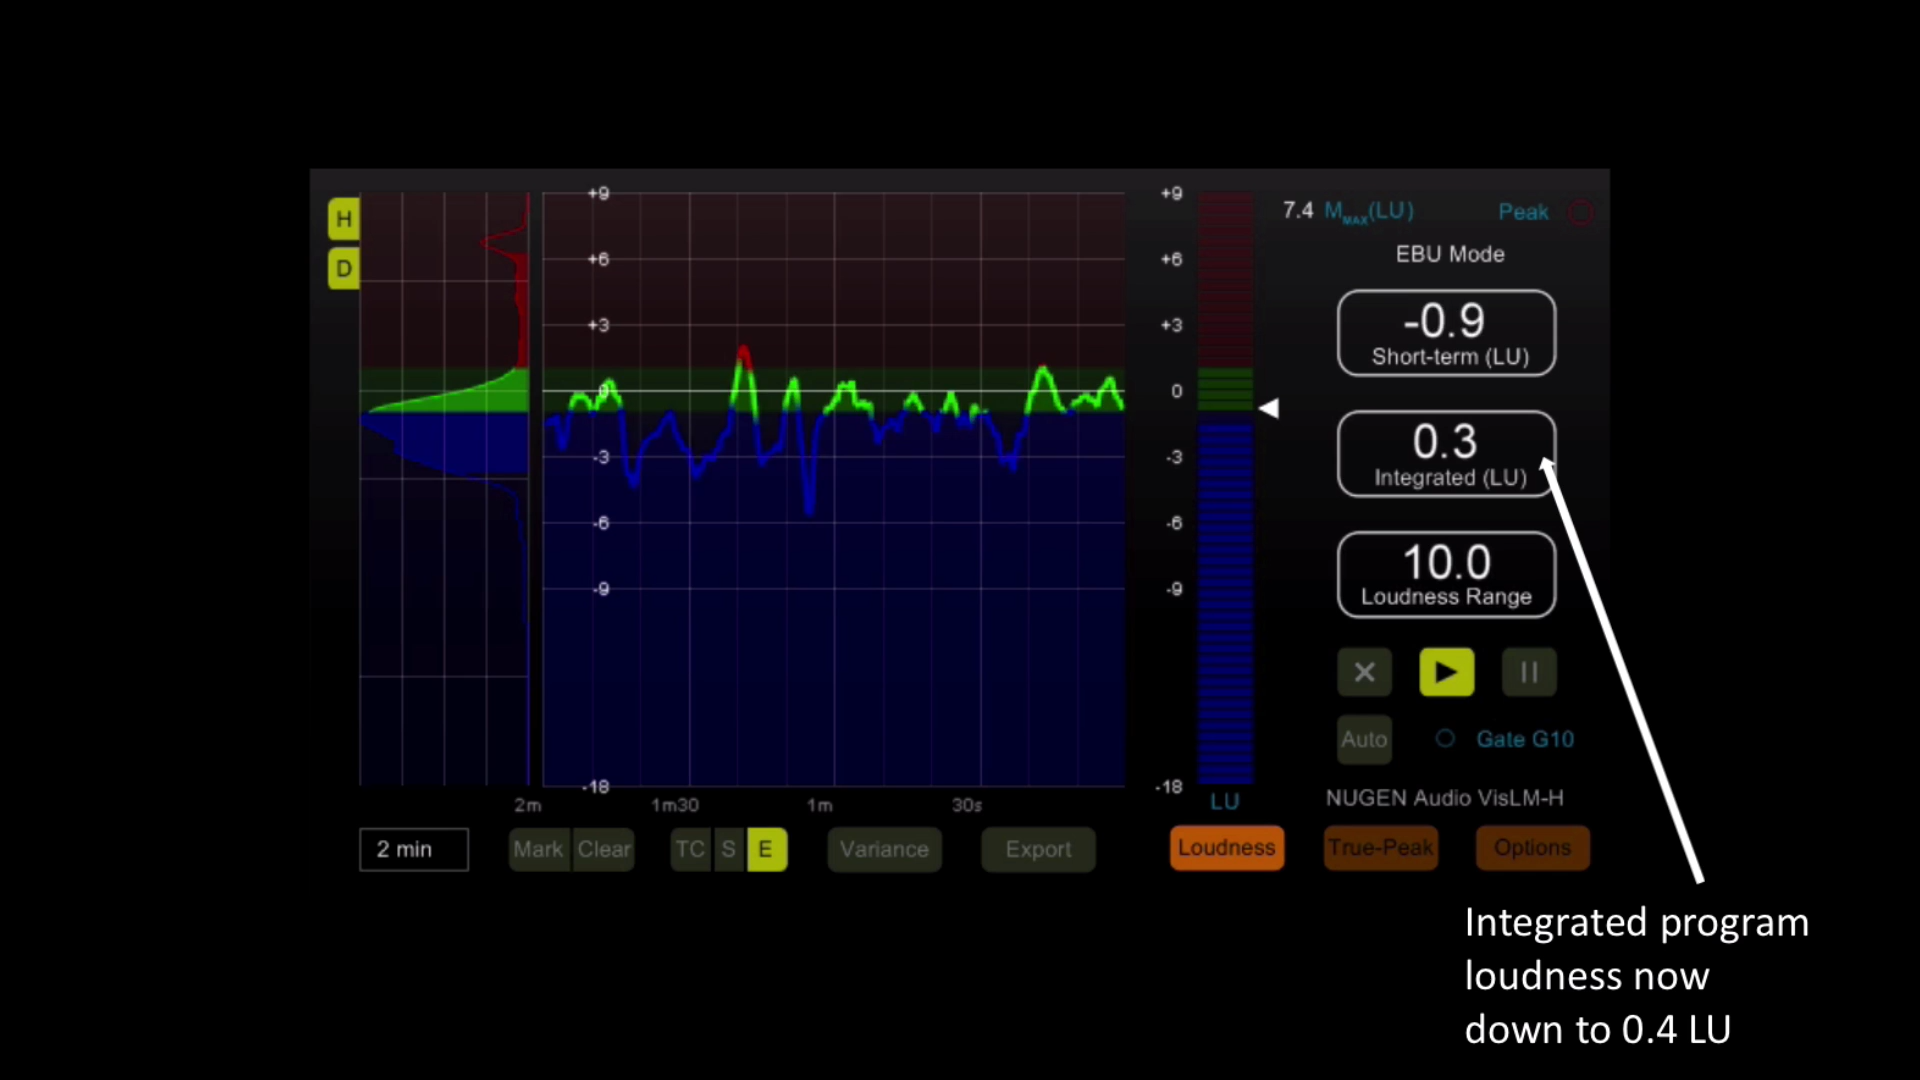 H
D
+9
+6
+3
0
-3
-6
-9
-18
2m 1m30 1m 30s
+9
+6
+3
0
-3
-6
-9
-18
LU
7.4 MMAX(LU) Peak
EBU Mode
-0.9
Short-term (LU)
0.3
Integrated (LU)
10.0
Loudness Range
Auto Gate G10
NUGEN Audio VisLM-H
2 min Mark Clear TC S E Variance Export Loudness True-Peak Options
Integrated program
loudness now
down to 0.4 LU